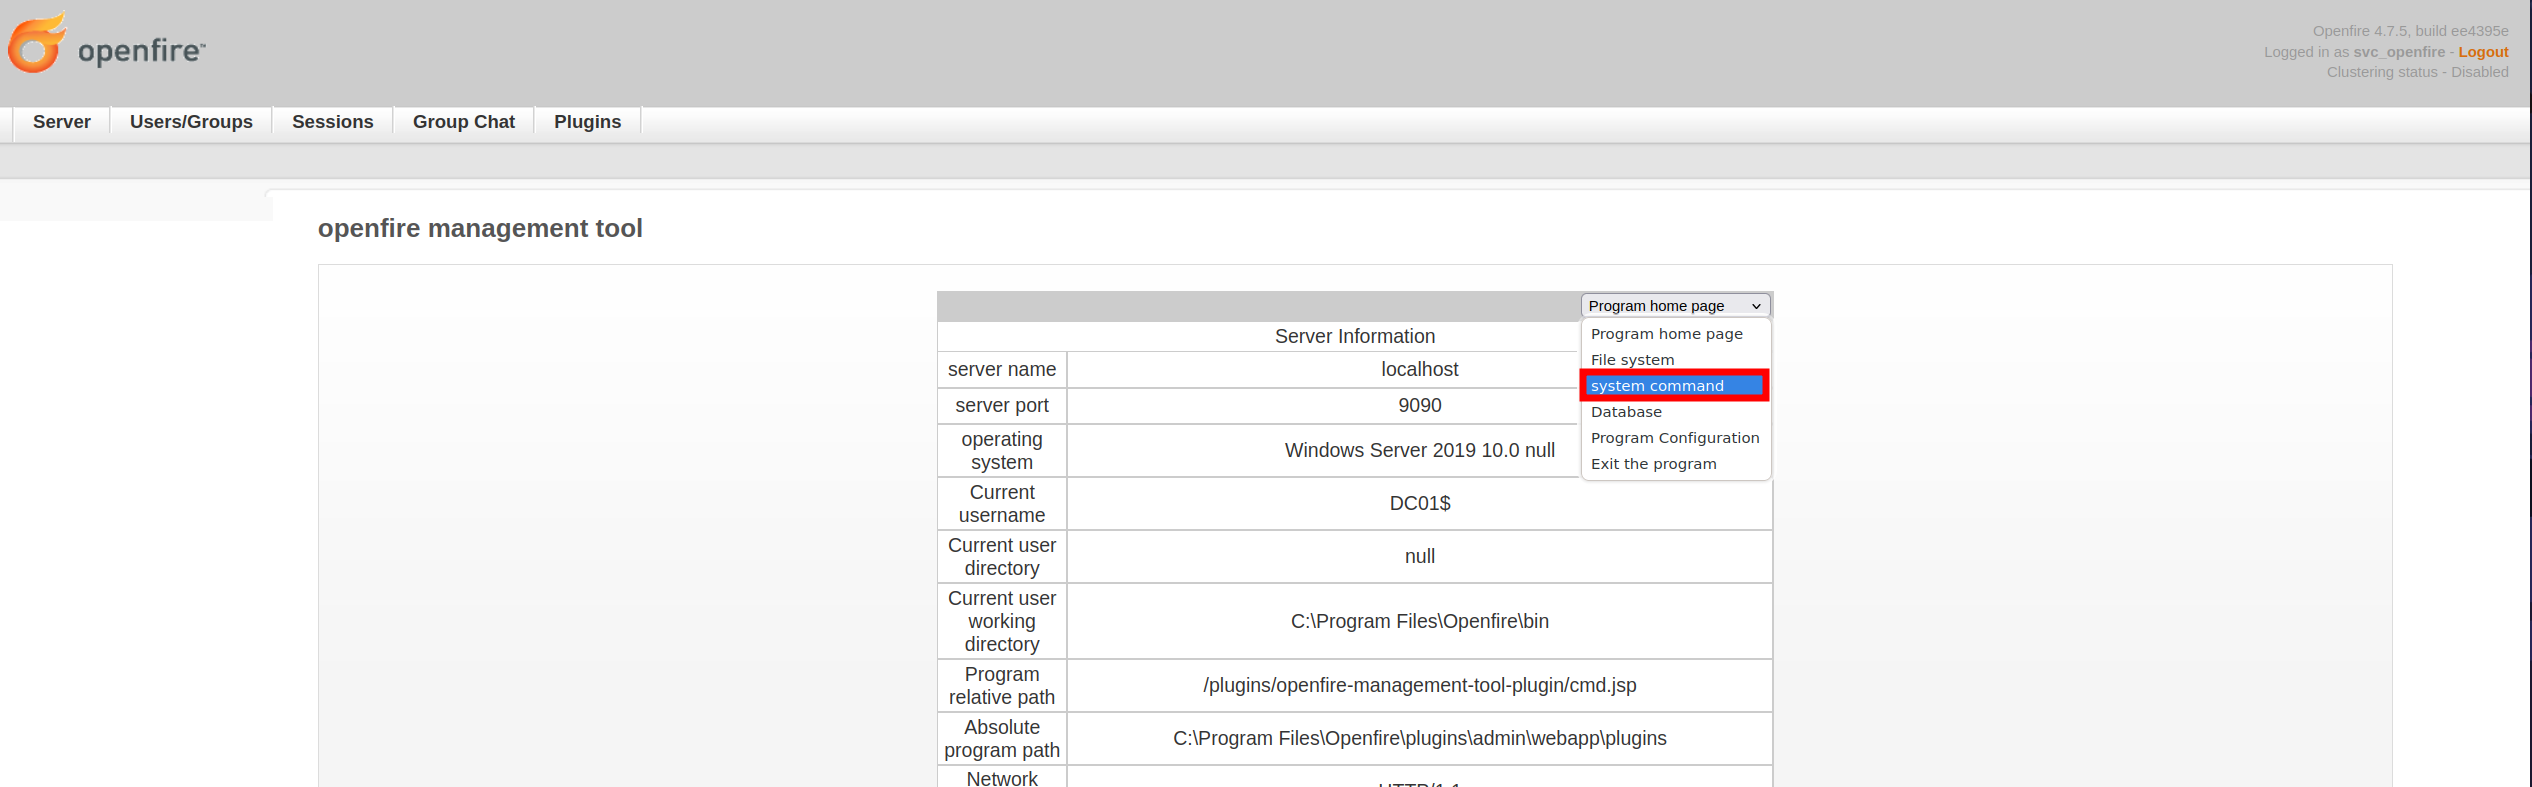 openfire™
Openfire 4.7.5, build ee4395e
Logged in as svc_openfire - Logout
Clustering status - Disabled
Server Users/Groups Sessions Group Chat Plugins
openfire management tool
Program home page
Program home page
File system
system command
Database
Program Configuration
Exit the program
Server Information
server name localhost
server port 9090
operating
system
Windows Server 2019 10.0 null
Current
username
DC01$
Current user
directory
null
Current user
working
directory
C:\Program Files\Openfire\bin
Program
relative path
/plugins/openfire-management-tool-plugin/cmd.jsp
Absolute
program path
C:\Program Files\Openfire\plugins\admin\webapp\plugins
Network